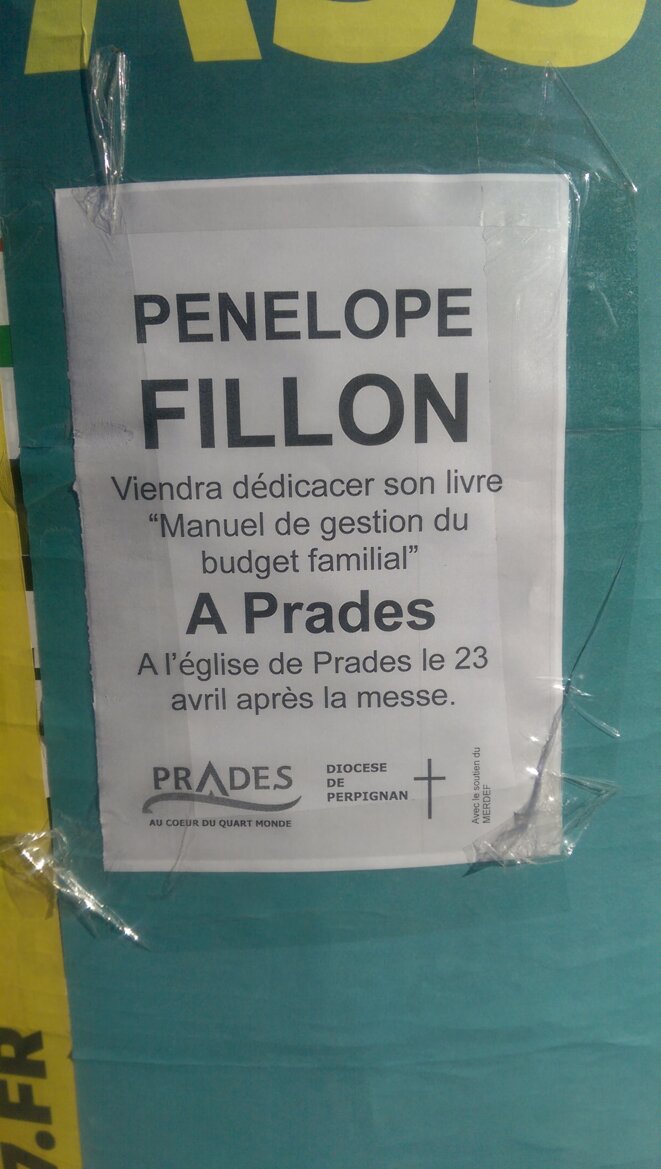 ASS
PENELOPE
FILLON
Viendra dédicacer son livre
“Manuel de gestion du
budget familial”
A Prades
A l’église de Prades le 23
avril après la messe.
PRADES
AU COEUR DU QUART MONDE
DIOCESE
DE
PERPIGNAN
Avec le soutien du
MERDEF
7.FR